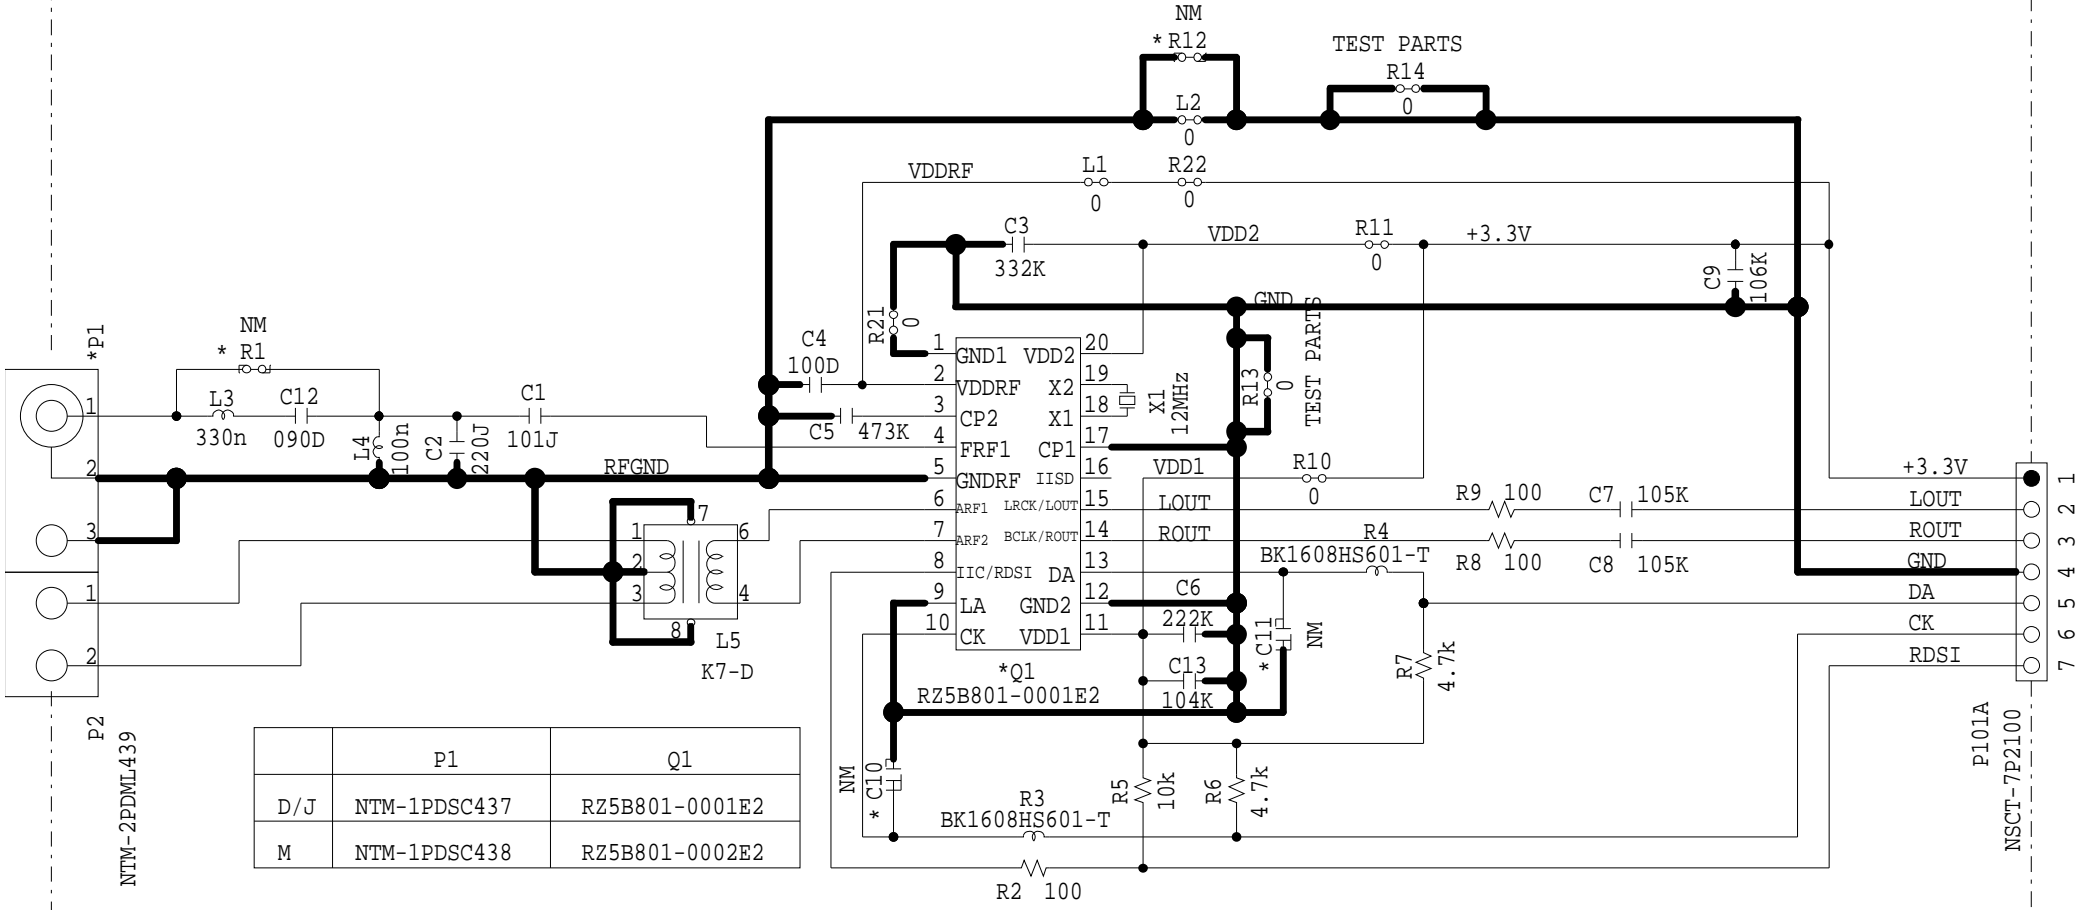 NM
* R12
TEST PARTS
R14
0
L2
0
VDDRF
L1
0
R22
0
C3
332K
VDD2
R11
0
+3.3V
C9
106K
GND
R21
0
R13
0
TEST PARTS
*P1
NM
* R1
L3
330n
C12
090D
C1
101J
L4
100n
C2
220J
RFGND
C4
100D
C5
473K
1
2
3
1
2
P2
NTM-2PDML439
1
2
3
6
4
7
8
L5
K7-D
1 GND1
2 VDDRF
3 CP2
4 FRF1
5 GNDRF
6 ARF1
7 ARF2
8 IIC/RDSI
9 LA
10 CK
VDD2 20
X2 19
X1 18
CP1 17
IISD 16
LRCK/LOUT 15
BCLK/ROUT 14
DA 13
GND2 12
VDD1 11
*Q1
RZ5B801-0001E2
X1
12MHz
VDD1
R10
0
LOUT
ROUT
R9 100
C7 105K
R8 100
C8 105K
R4
BK1608HS601-T
C6
222K
C13
104K
* C11
NM
R7
4.7k
NM
* C10
R5
10k
R6
4.7k
R3
BK1608HS601-T
R2 100
+3.3V 1
LOUT 2
ROUT 3
GND 4
DA 5
CK 6
RDSI 7
P101A
NSCT-7P2100
P1 Q1
D/J NTM-1PDSC437 RZ5B801-0001E2
M NTM-1PDSC438 RZ5B801-0002E2